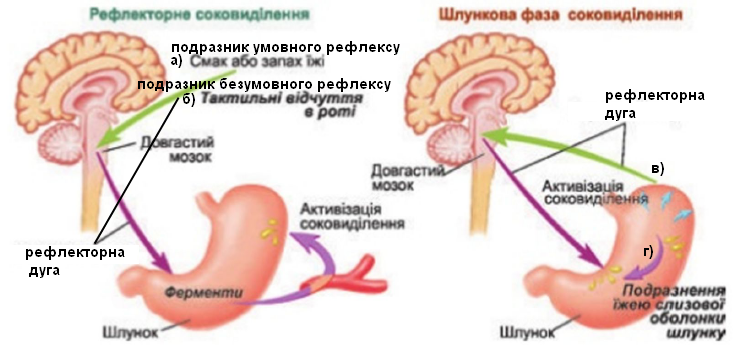 Рефлекторне соковиділення
подразник умовного рефлексу
а) Смак або запах їжі
подразник безумовного рефлексу
б) Тактильні відчуття
в роті
Довгастий
мозок
рефлекторна
дуга
Активізація
соковиділення
Ферменти
Шлунок
Шлункова фаза соковиділення
рефлекторна
дуга
Довгастий
мозок
в)
Активізація
соковиділення
г)
Подразнення
їжею слизової
оболонки
шлунку
Шлунок